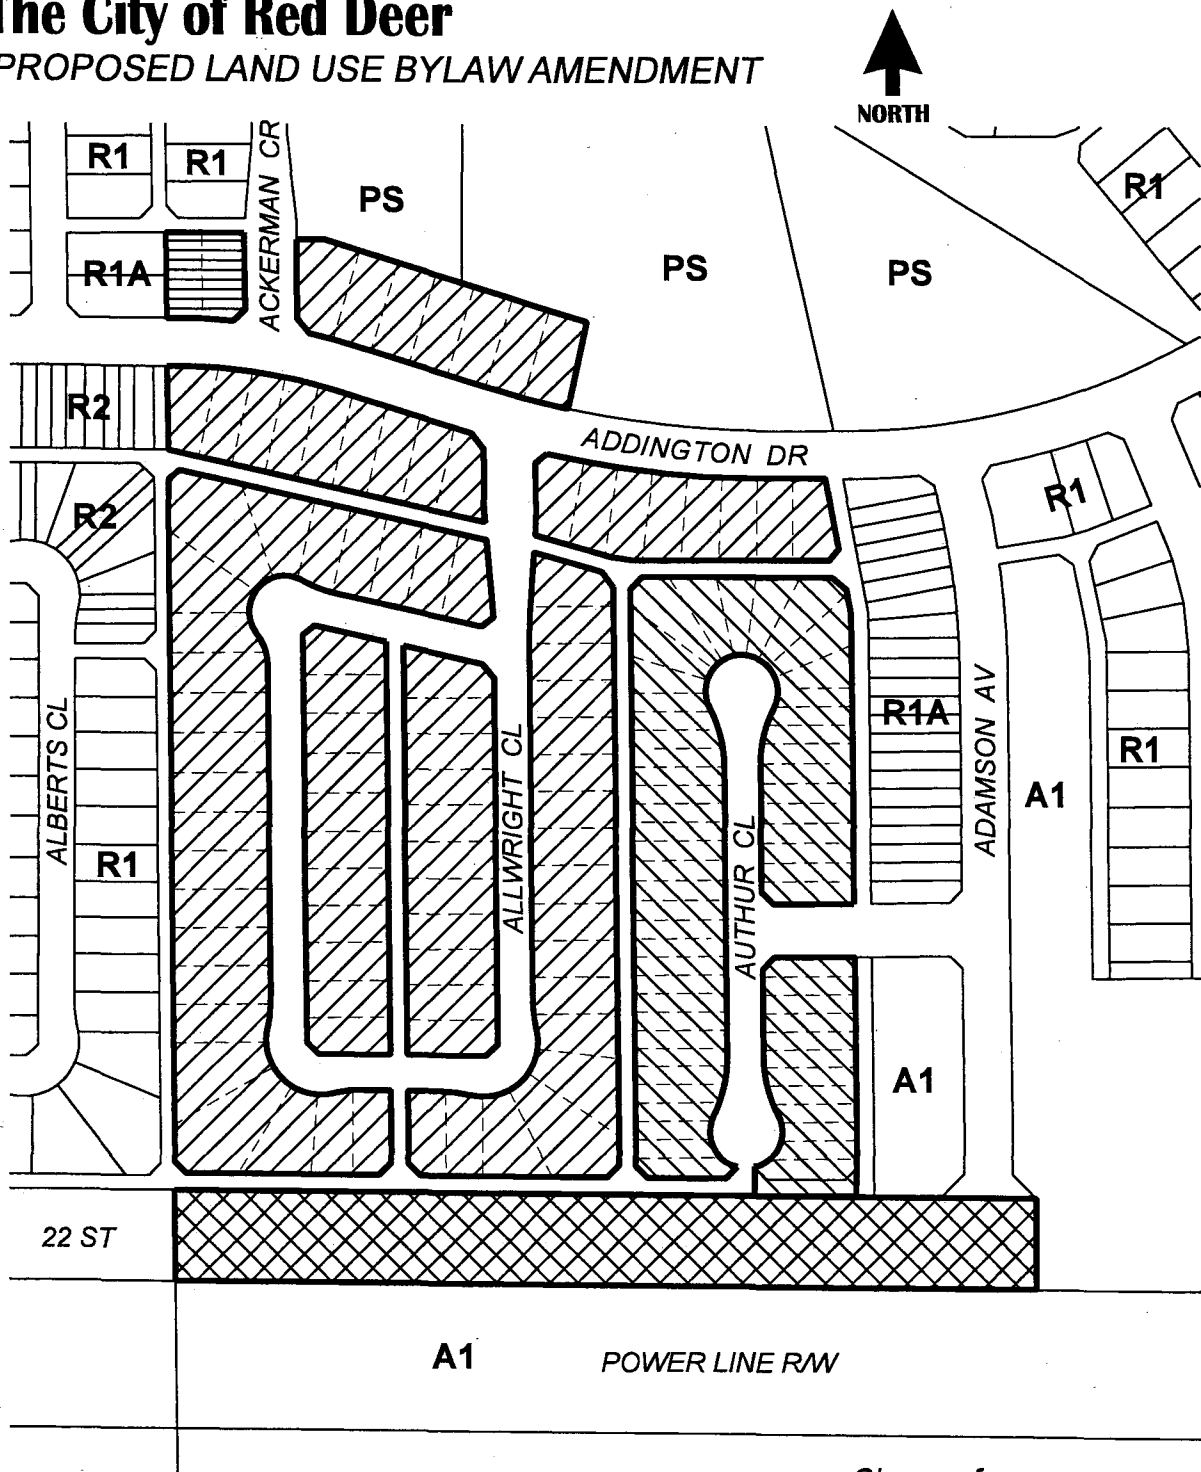 The City of Red Deer
PROPOSED LAND USE BYLAW AMENDMENT
NORTH
R1
R1
ACKERMAN CR
PS
R1
R1A
PS
PS
R2
ADDINGTON DR
R2
R1
ALBERTS CL
R1
ALLWRIGHT CL
AUTHUR CL
R1A
ADAMSON AV
A1
R1
A1
22 ST
A1
POWER LINE R/W